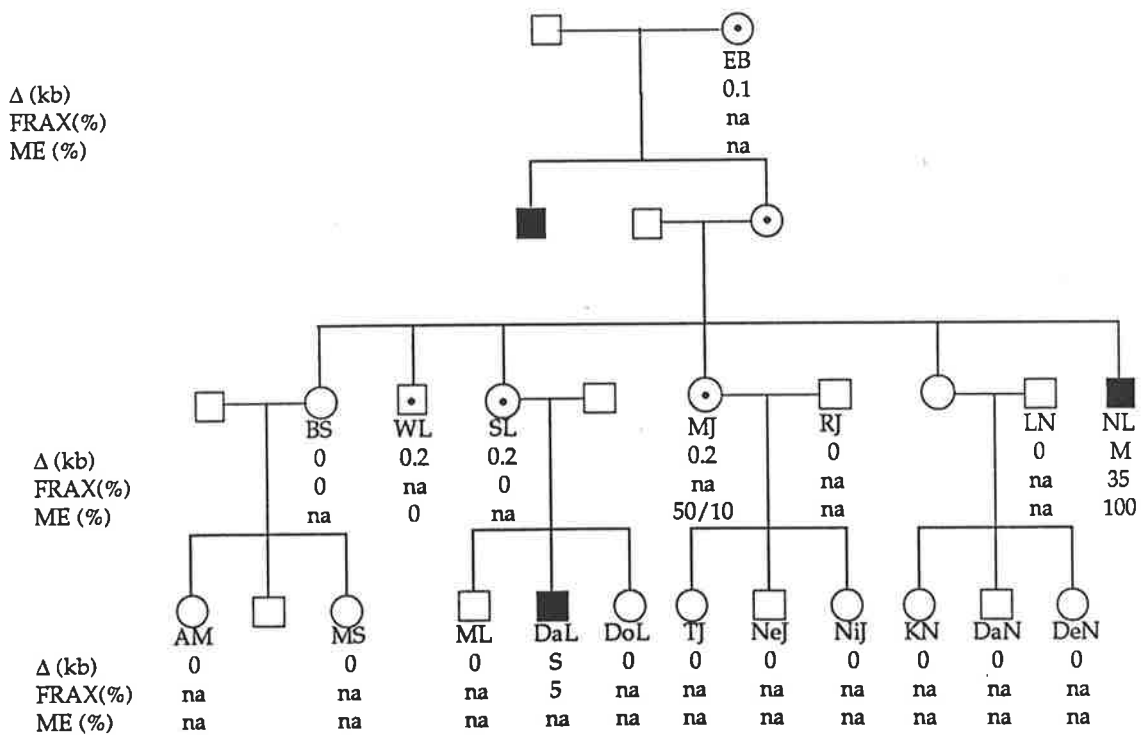 EB
Δ (kb) 0.1
FRAX(%) na
ME (%) na
BS WL SL MJ RJ LN NL
Δ (kb) 0 0.2 0.2 0.2 0 0 M
FRAX(%) 0 na 0 na na na 35
ME (%) na 0 na 50/10 na na 100
AM MS ML DaL DoL TJ NeJ NiJ KN DaN DeN
Δ (kb) 0 0 0 S 0 0 0 0 0 0 0
FRAX(%) na na na 5 na na na na na na na
ME (%) na na na na na na na na na na na